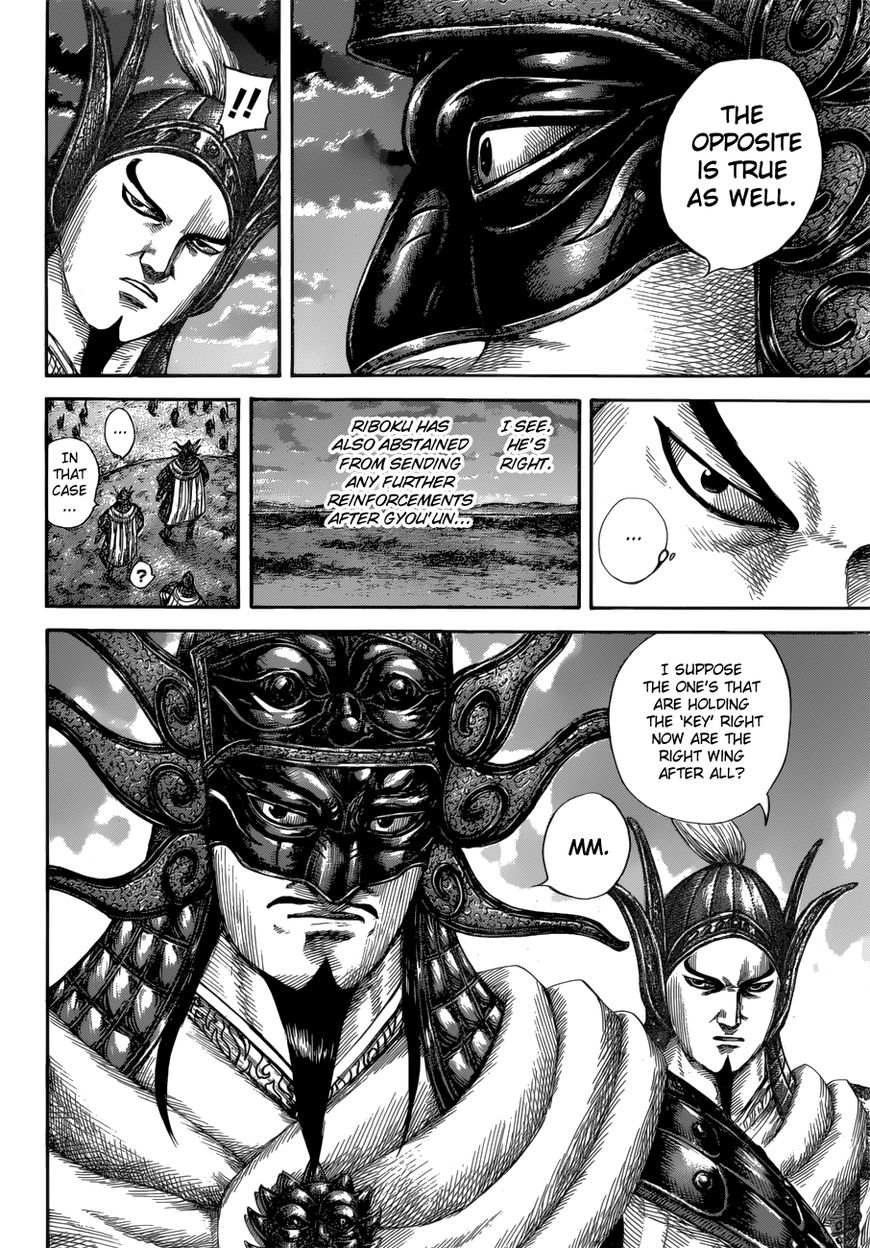 THE
OPPOSITE
IS TRUE
AS WELL.
!!
...
I SEE.
HE'S
RIGHT.
RIBOKU HAS
ALSO ABSTAINED
FROM SENDING
ANY FURTHER
REINFORCEMENTS
AFTER GYOU'UN...
...
IN
THAT
CASE
...
?
I SUPPOSE
THE ONE'S THAT
ARE HOLDING
THE 'KEY' RIGHT
NOW ARE THE
RIGHT WING
AFTER ALL?
MM.